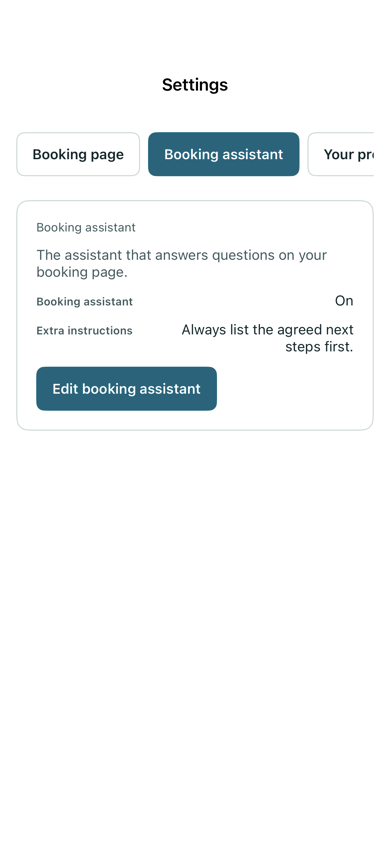 Settings
Booking page
Booking assistant
Your pr
Booking assistant
The assistant that answers questions on your
booking page.
Booking assistant
On
Extra instructions
Always list the agreed next
steps first.
Edit booking assistant